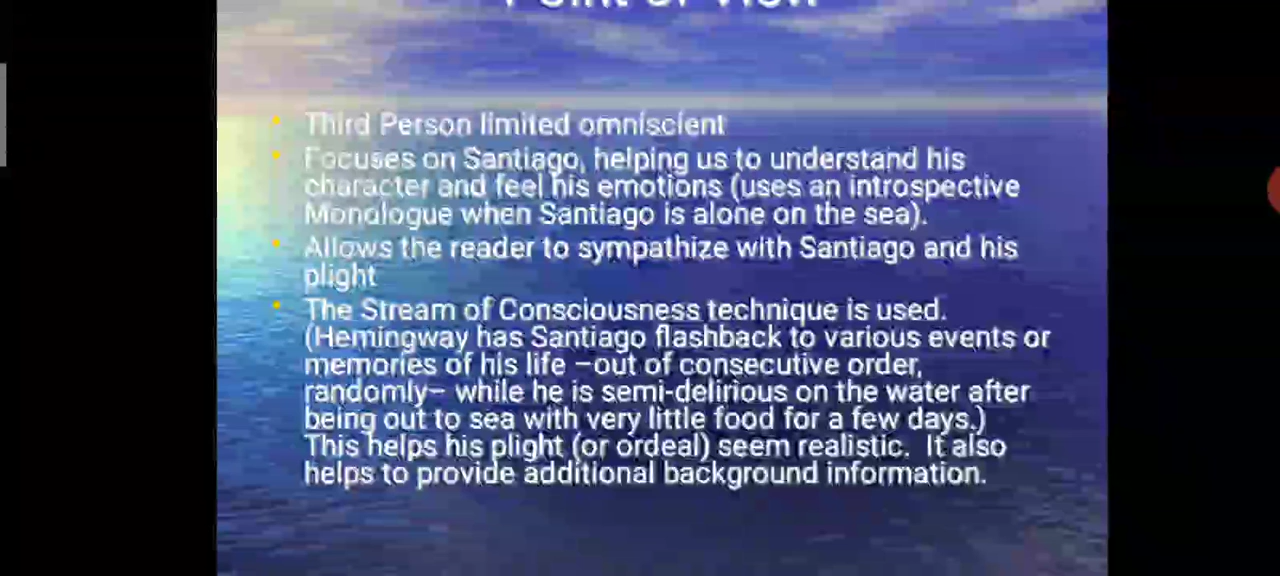 Point of View
Third Person limited omniscient
Focuses on Santiago, helping us to understand his
character and feel his emotions (uses an introspective
Monologue when Santiago is alone on the sea).
Allows the reader to sympathize with Santiago and his
plight
The Stream of Consciousness technique is used.
(Hemingway has Santiago flashback to various events or
memories of his life –out of consecutive order,
randomly– while he is semi-delirious on the water after
being out to sea with very little food for a few days.)
This helps his plight (or ordeal) seem realistic. It also
helps to provide additional background information.